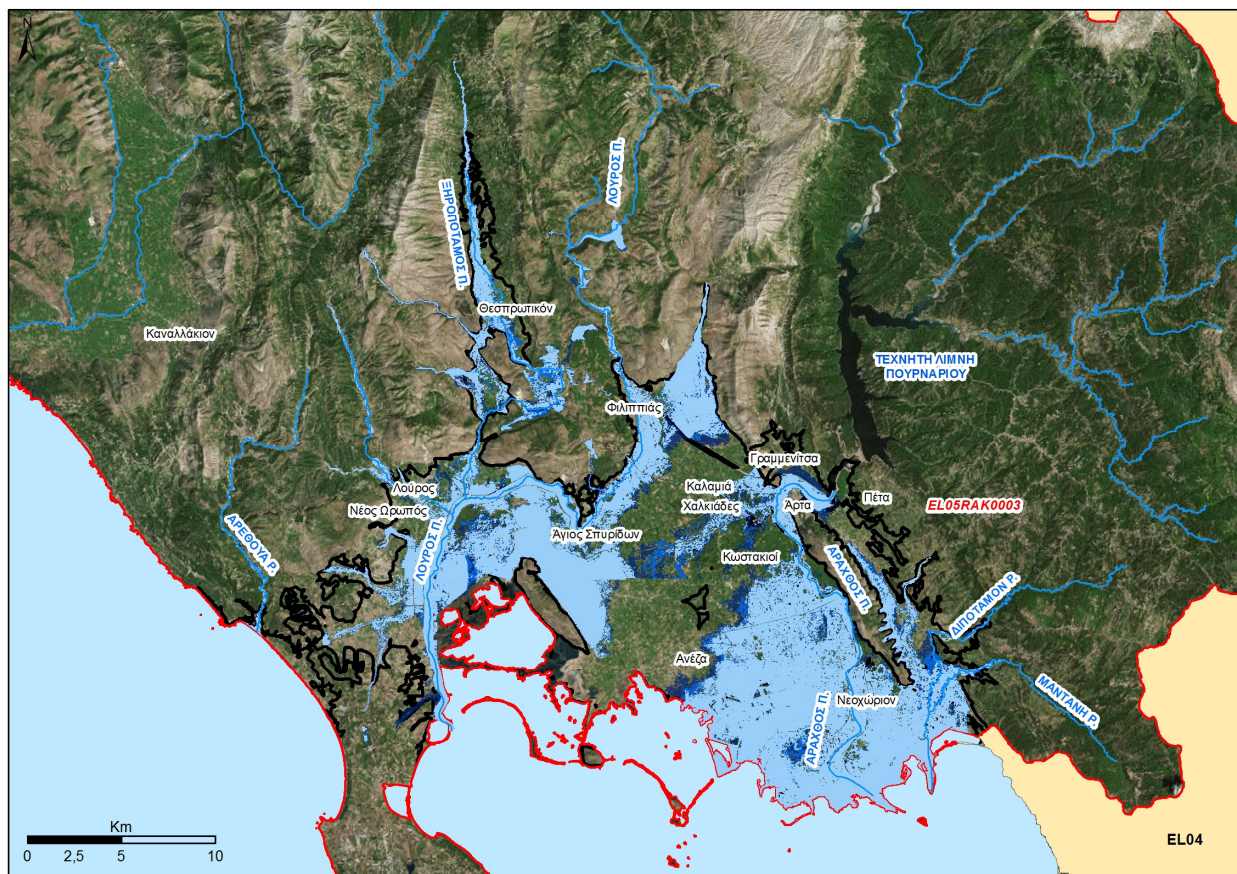 N
ΛΟΥΡΟΣ Π.
ΞΗΡΟΠΟΤΑΜΟΣ Π.
Θεσπρωτικόν
Καναλλάκιον
ΤΕΧΝΗΤΗ ΛΙΜΝΗ
ΠΟΥΡΝΑΡΙΟΥ
Φιλιππιάς
Γραμμενίτσα
Λούρος
Καλαμιά
Πέτα
Νέος Ωρωπός
Χαλκιάδες
Άρτα
EL05RAK0003
ΑΡΕΘΟΥΑ Ρ.
ΛΟΥΡΟΣ Π.
Άγιος Σπυρίδων
Κωστακιοί
ΑΡΑΧΘΟΣ Π.
ΔΙΠΟΤΑΜΟΝ Ρ.
Ανέζα
ΜΑΝΤΑΝΗ Ρ.
Νεοχώριον
ΑΡΑΧΘΟΣ Π.
Km
0 2,5 5 10
EL04